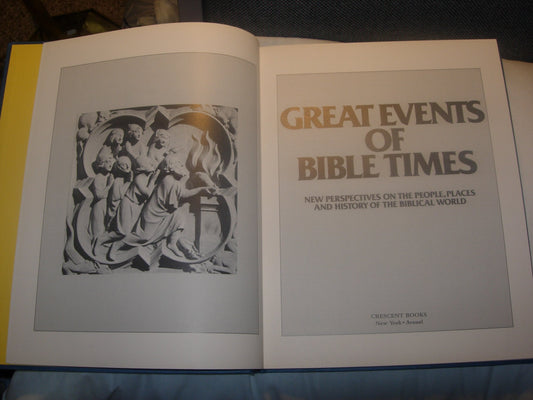 GREAT EVENTS
OF
BIBLE TIMES
NEW PERSPECTIVES ON THE PEOPLE, PLACES
AND HISTORY OF THE BIBLICAL WORLD
CRESCENT BOOKS
New York • Avenel